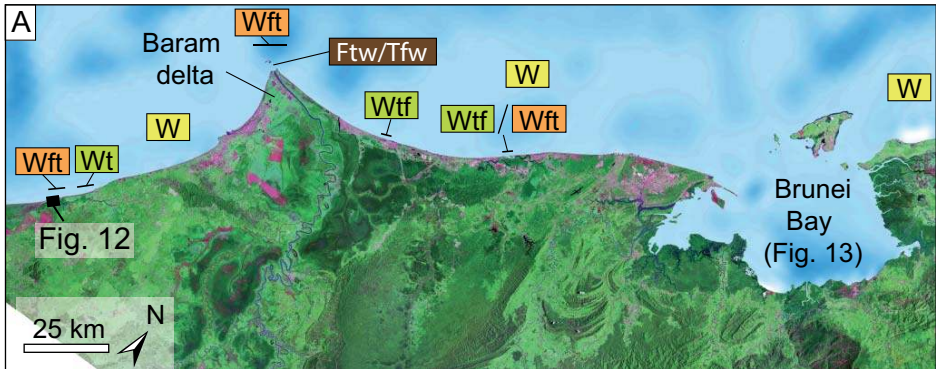 A
Wft
Baram
delta
Ftw/Tfw
W
Wtf
W
Wtf
Wft
W
Wft
Wt
Fig. 12
Brunei
Bay
(Fig. 13)
25 km
N